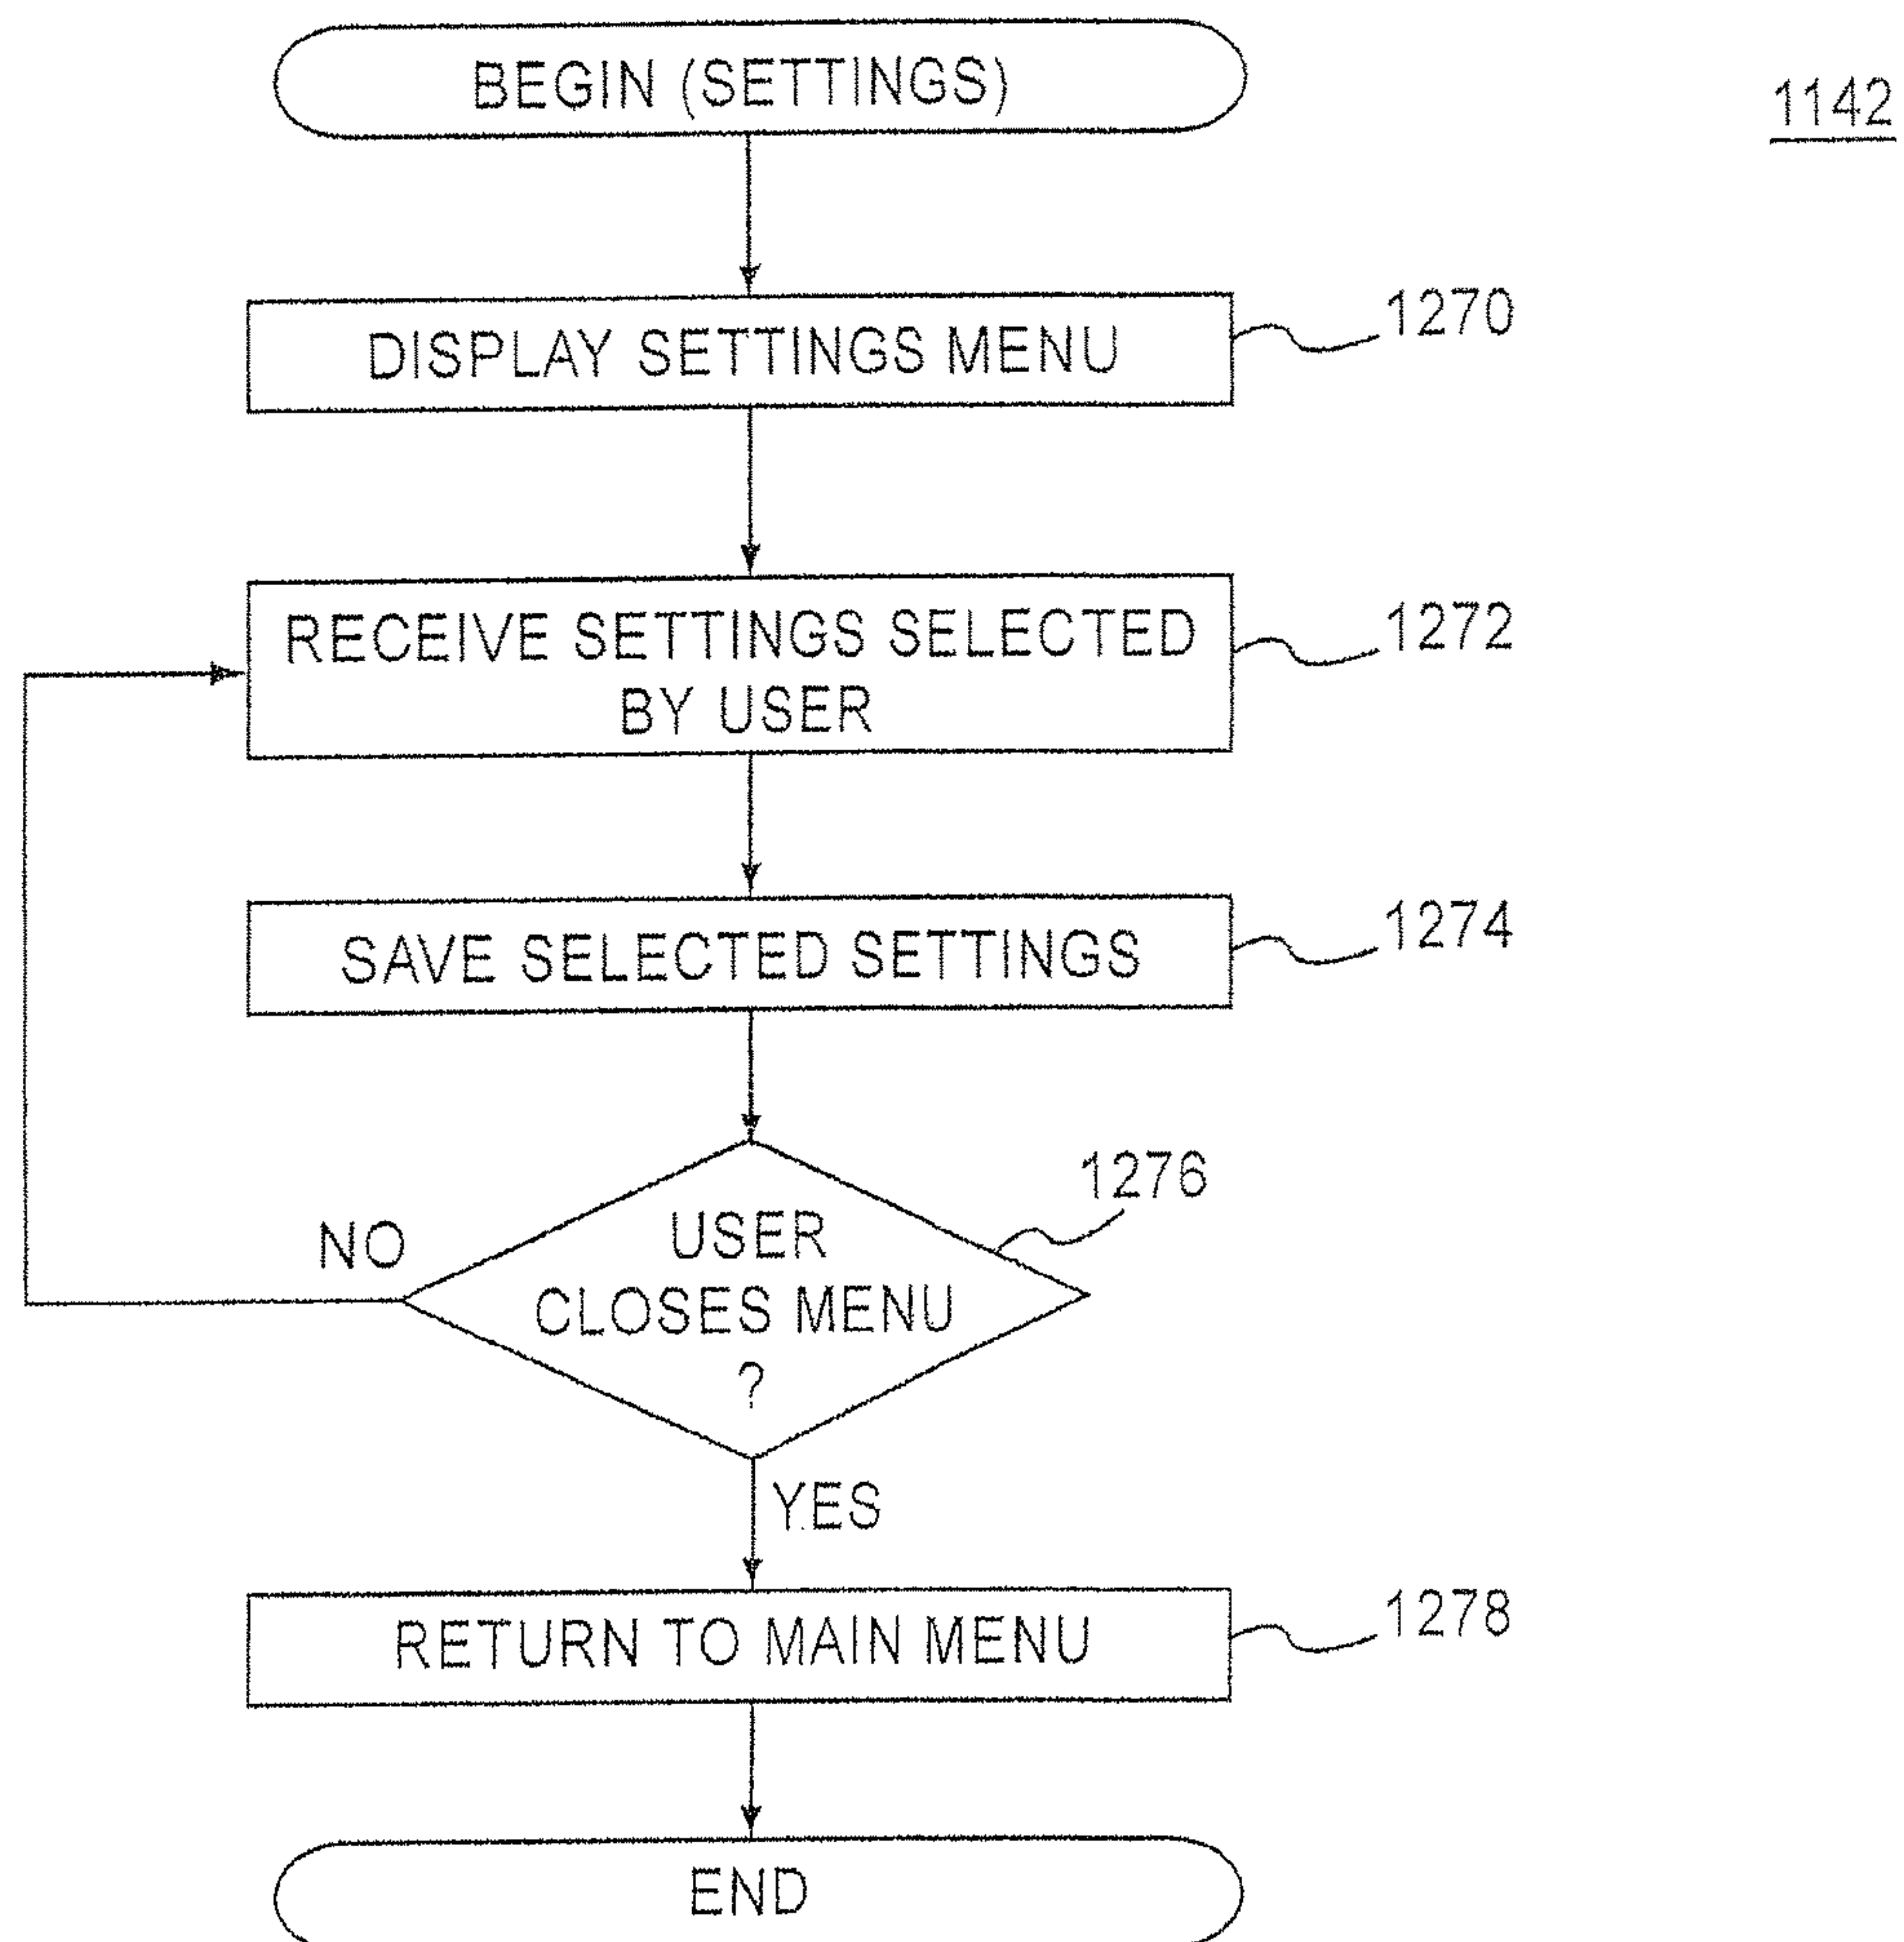 BEGIN (SETTINGS)
1142
DISPLAY SETTINGS MENU
1270
RECEIVE SETTINGS SELECTED
BY USER
1272
SAVE SELECTED SETTINGS
1274
USER
CLOSES MENU
?
1276
NO
YES
RETURN TO MAIN MENU
1278
END